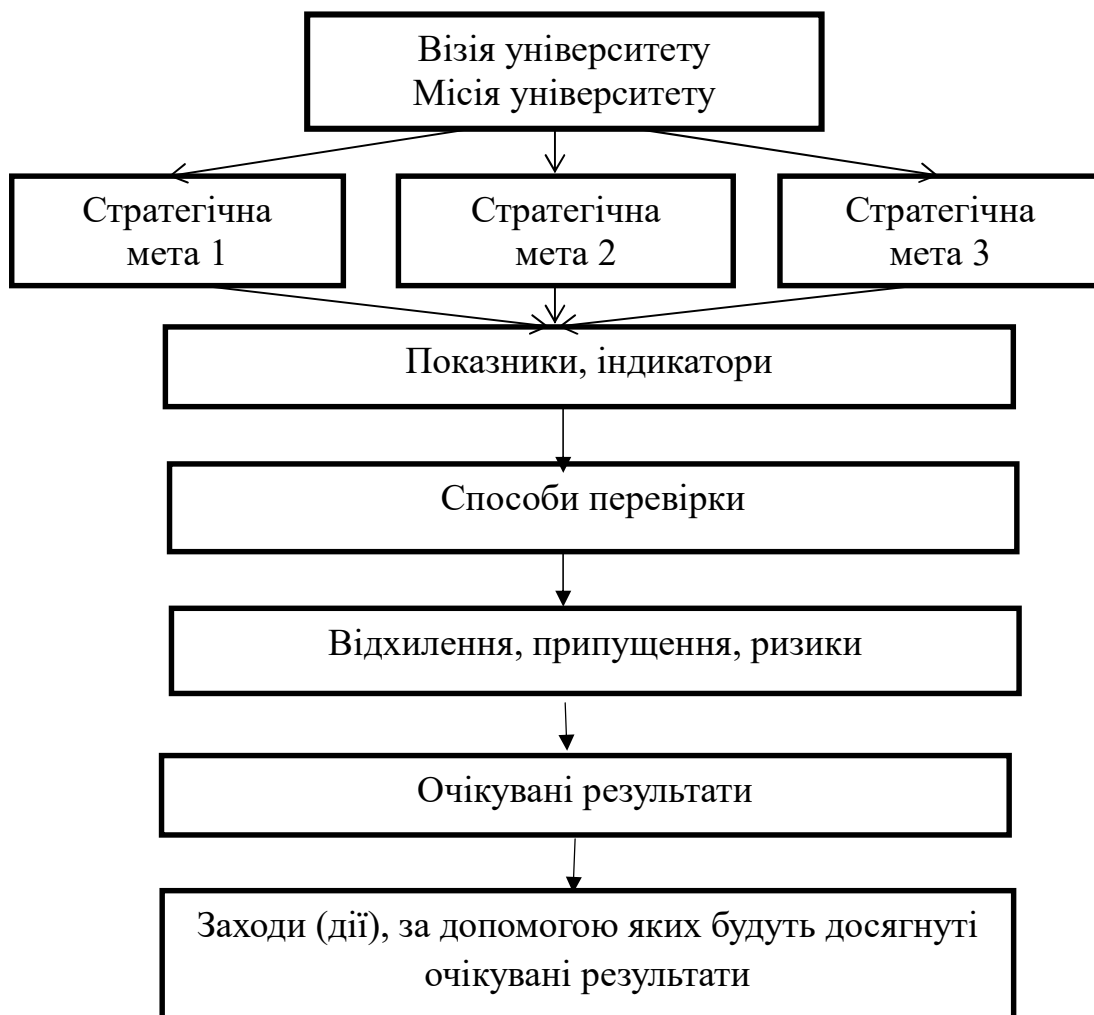 Візія університету
Місія університету
Стратегічна
мета 1
Стратегічна
мета 2
Стратегічна
мета 3
Показники, індикатори
Способи перевірки
Відхилення, припущення, ризики
Очікувані результати
Заходи (дії), за допомогою яких будуть досягнуті
очікувані результати